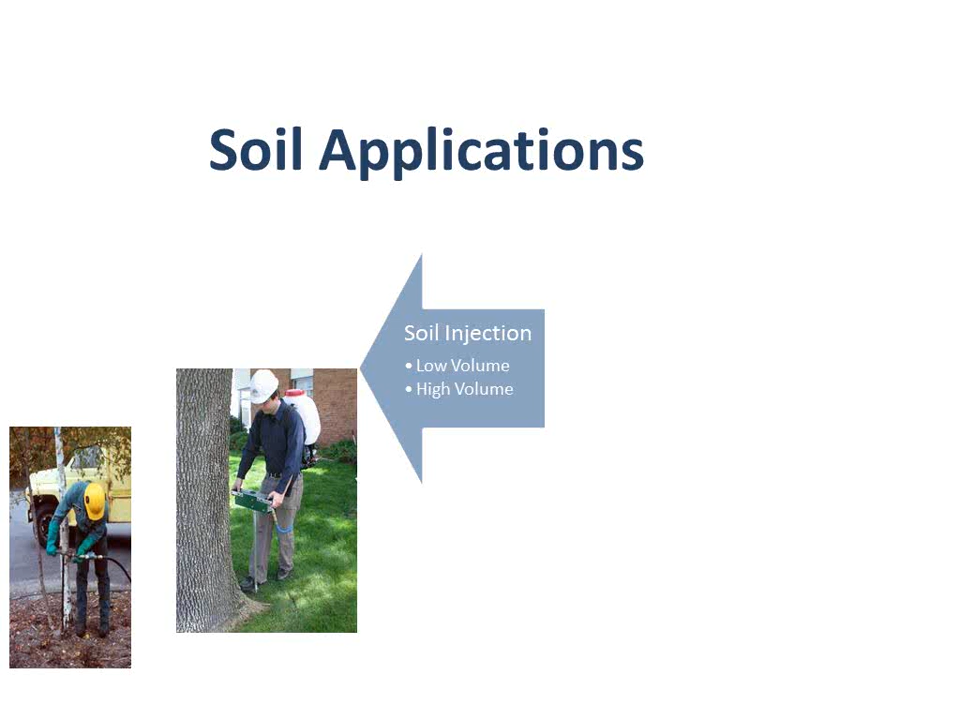 Soil Applications
Soil Injection
• Low Volume
• High Volume